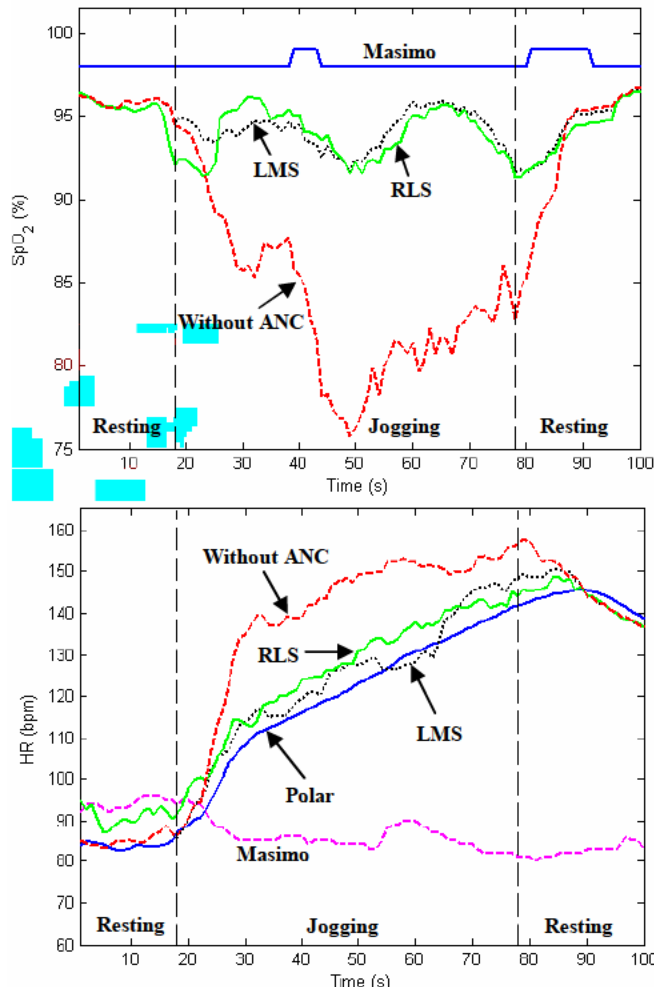 100
Masimo
95
LMS
RLS
90
SpD₂ (%)
85
Without ANC
80
Resting
Jogging
Resting
75
10 20 30 40 50 60 70 80 90 100
Time (s)
160
Without ANC
150
140
130
RLS
120
LMS
HR (bpm)
110
100
Polar
90
Masimo
80
70
Resting
Jogging
Resting
60
10 20 30 40 50 60 70 80 90 100
Time (s)